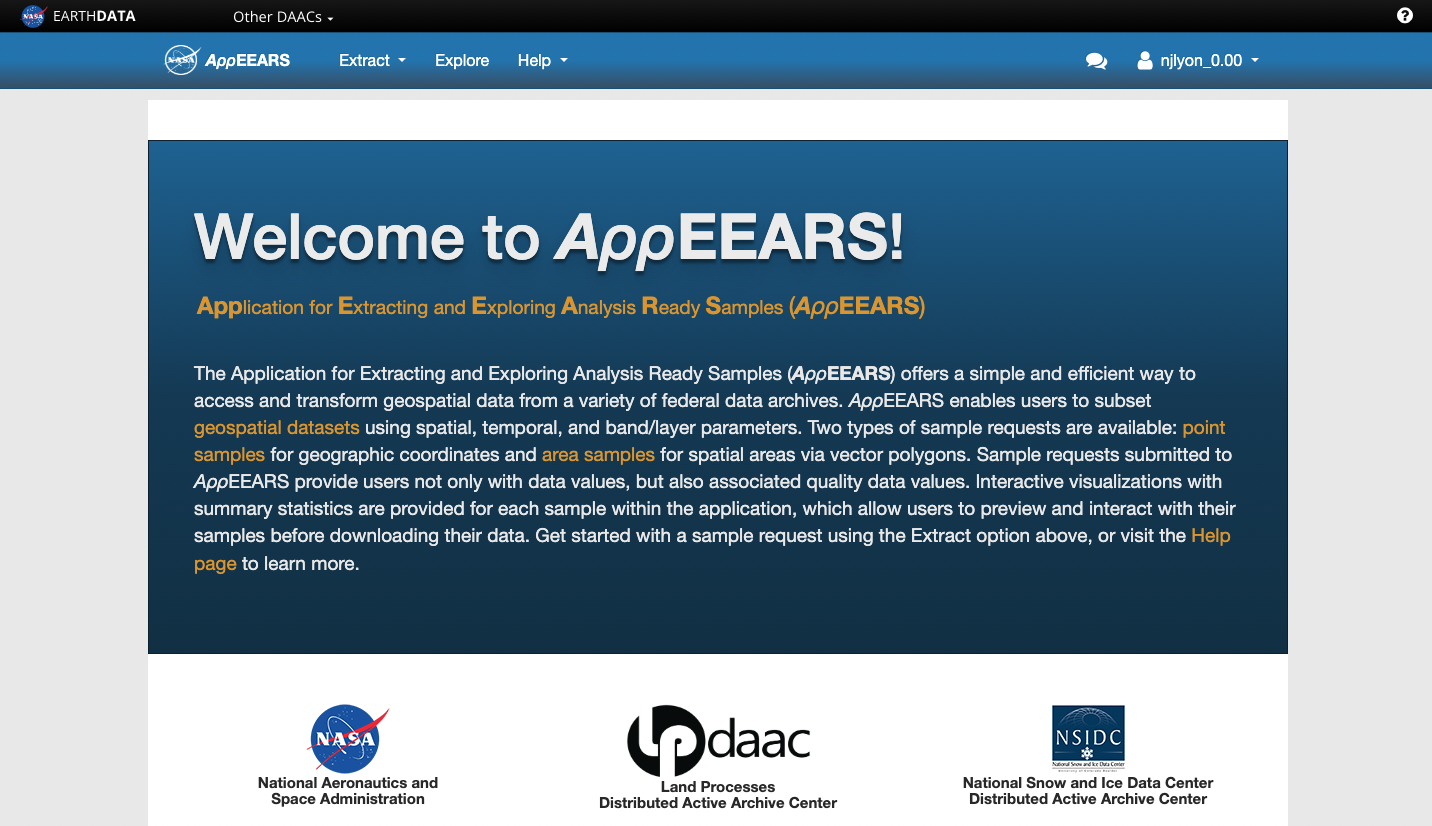 NASA EARTHDATA Other DAACs
NASA AppEEARS Extract Explore Help njlyon_0.00
Welcome to AppEEARS!
Application for Extracting and Exploring Analysis Ready Samples (AppEEARS)
The Application for Extracting and Exploring Analysis Ready Samples (AppEEARS) offers a simple and efficient way to
access and transform geospatial data from a variety of federal data archives. AppEEARS enables users to subset
geospatial datasets using spatial, temporal, and band/layer parameters. Two types of sample requests are available: point
samples for geographic coordinates and area samples for spatial areas via vector polygons. Sample requests submitted to
AppEEARS provide users not only with data values, but also associated quality data values. Interactive visualizations with
summary statistics are provided for each sample within the application, which allow users to preview and interact with their
samples before downloading their data. Get started with a sample request using the Extract option above, or visit the Help
page to learn more.
NASA
National Aeronautics and
Space Administration
lp daac
Land Processes
Distributed Active Archive Center
NSIDC
National Snow and Ice Data Center
National Snow and Ice Data Center
Distributed Active Archive Center